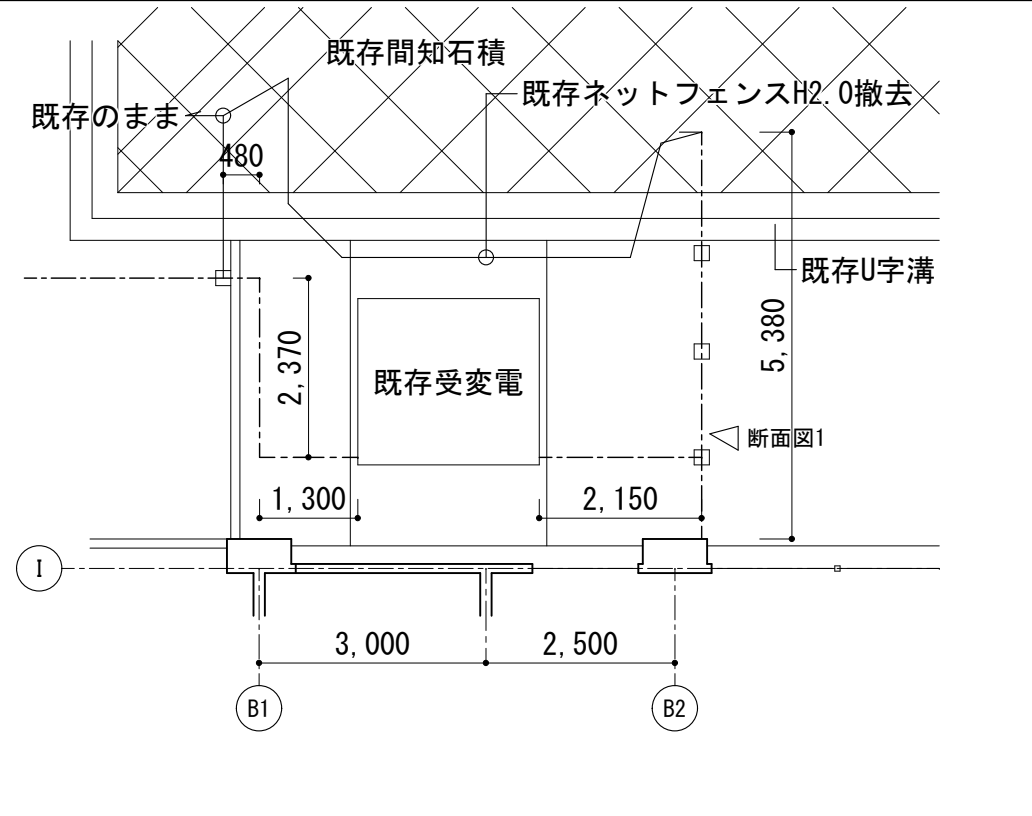 既存間知石積
既存ネットフェンスH2.0撤去
既存のまま
480
既存U字溝
5,380
2,370
既存受変電
断面図1
1,300
2,150
I
3,000
2,500
B1
B2